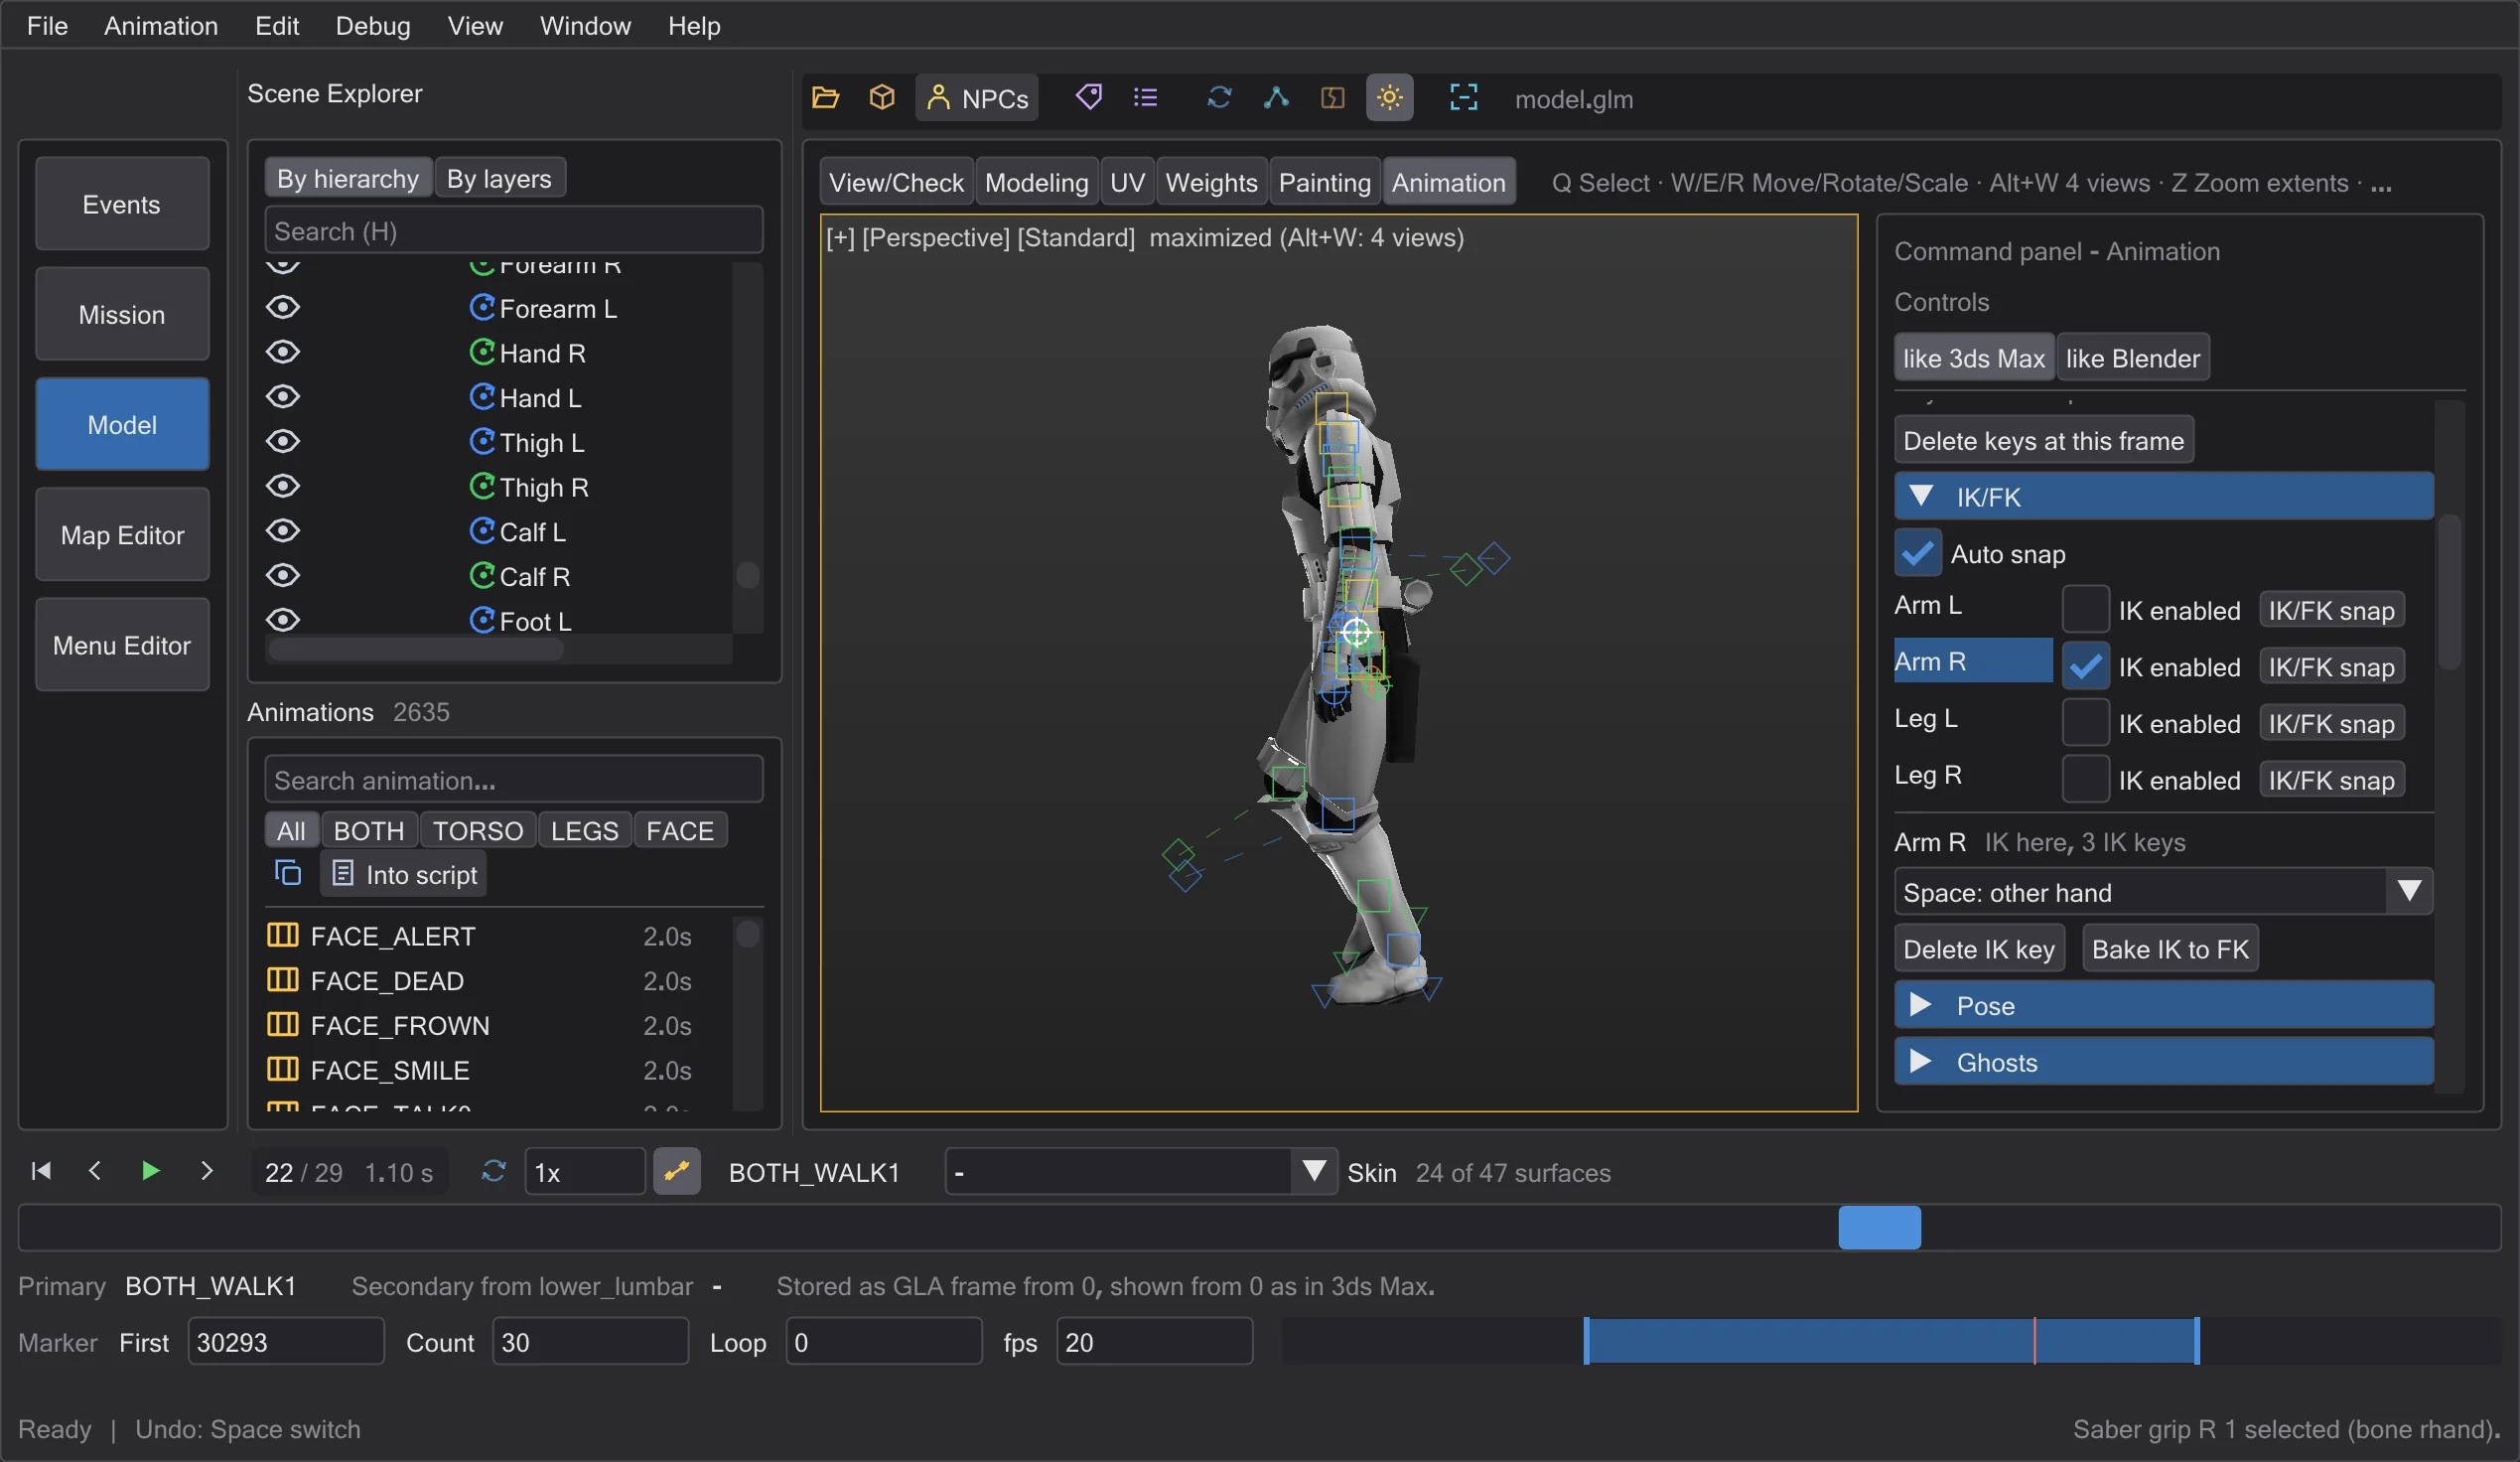 File Animation Edit Debug View Window Help
Scene Explorer
NPCs
model.glm
Events
Mission
Model
Map Editor
Menu Editor
By hierarchy By layers
Search (H)
Forearm R
Forearm L
Hand R
Hand L
Thigh L
Thigh R
Calf L
Calf R
Foot L
Animations 2635
Search animation...
All BOTH TORSO LEGS FACE
Into script
FACE_ALERT 2.0s
FACE_DEAD 2.0s
FACE_FROWN 2.0s
FACE_SMILE 2.0s
View/Check Modeling UV Weights Painting Animation
Q Select · W/E/R Move/Rotate/Scale · Alt+W 4 views · Z Zoom extents · ...
[+] [Perspective] [Standard] maximized (Alt+W: 4 views)
Command panel - Animation
Controls
like 3ds Max like Blender
Delete keys at this frame
IK/FK
Auto snap
Arm L IK enabled IK/FK snap
Arm R IK enabled IK/FK snap
Leg L IK enabled IK/FK snap
Leg R IK enabled IK/FK snap
Arm R IK here, 3 IK keys
Space: other hand
Delete IK key Bake IK to FK
Pose
Ghosts
22 / 29 1.10 s 1x BOTH_WALK1 - Skin 24 of 47 surfaces
Primary BOTH_WALK1 Secondary from lower_lumbar - Stored as GLA frame from 0, shown from 0 as in 3ds Max.
Marker First 30293 Count 30 Loop 0 fps 20
Ready | Undo: Space switch
Saber grip R 1 selected (bone rhand).